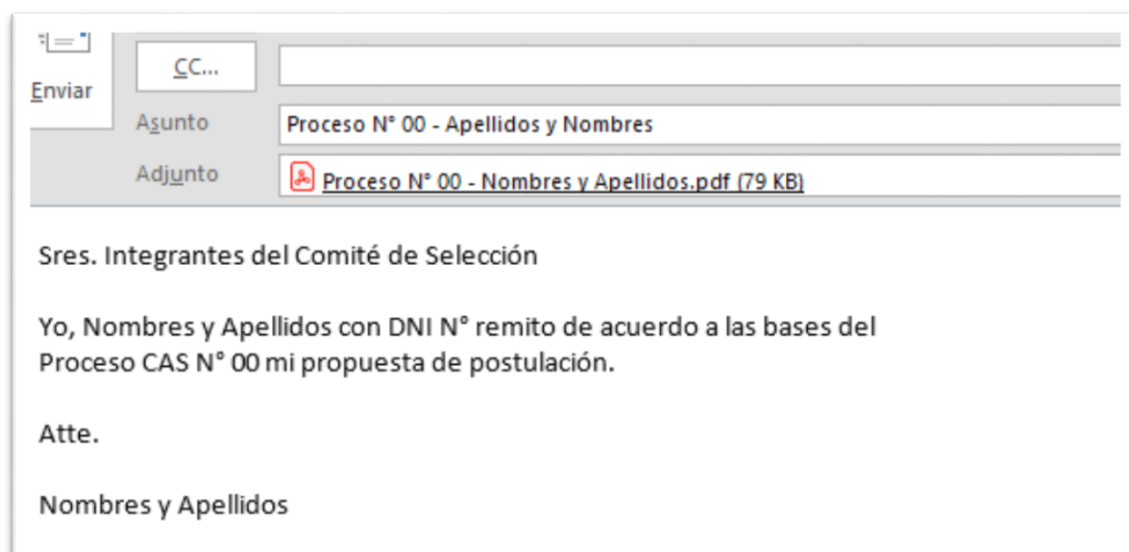 CC...
Enviar
Asunto
Proceso N° 00 - Apellidos y Nombres
Adjunto
Proceso N° 00 - Nombres y Apellidos.pdf (79 KB)
Sres. Integrantes del Comité de Selección
Yo, Nombres y Apellidos con DNI N° remito de acuerdo a las bases del
Proceso CAS N° 00 mi propuesta de postulación.
Atte.
Nombres y Apellidos